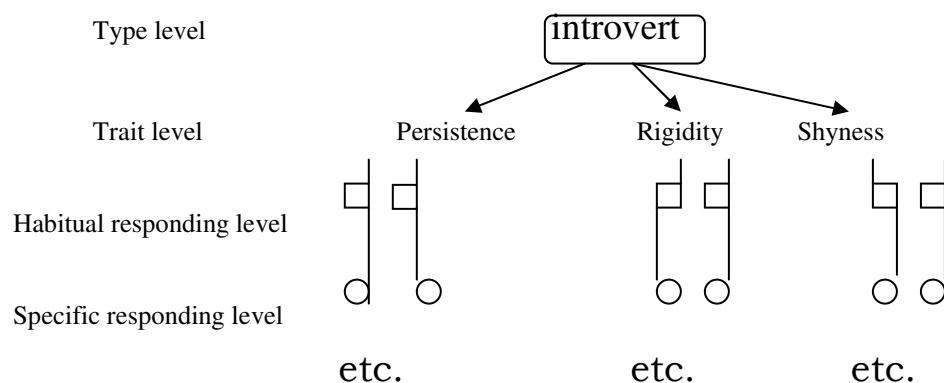 Type level introvert
Trait level Persistence Rigidity Shyness
Habitual responding level
Specific responding level
etc. etc. etc.